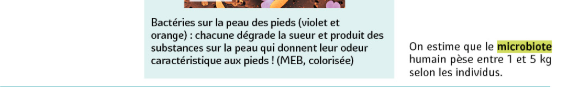 Bactéries sur la peau des pieds (violet et
orange) : chacune dégrade la sueur et produit des
substances sur la peau qui donnent leur odeur
caractéristique aux pieds ! (MEB, colorisée)
On estime que le microbiote
humain pèse entre 1 et 5 kg
selon les individus.